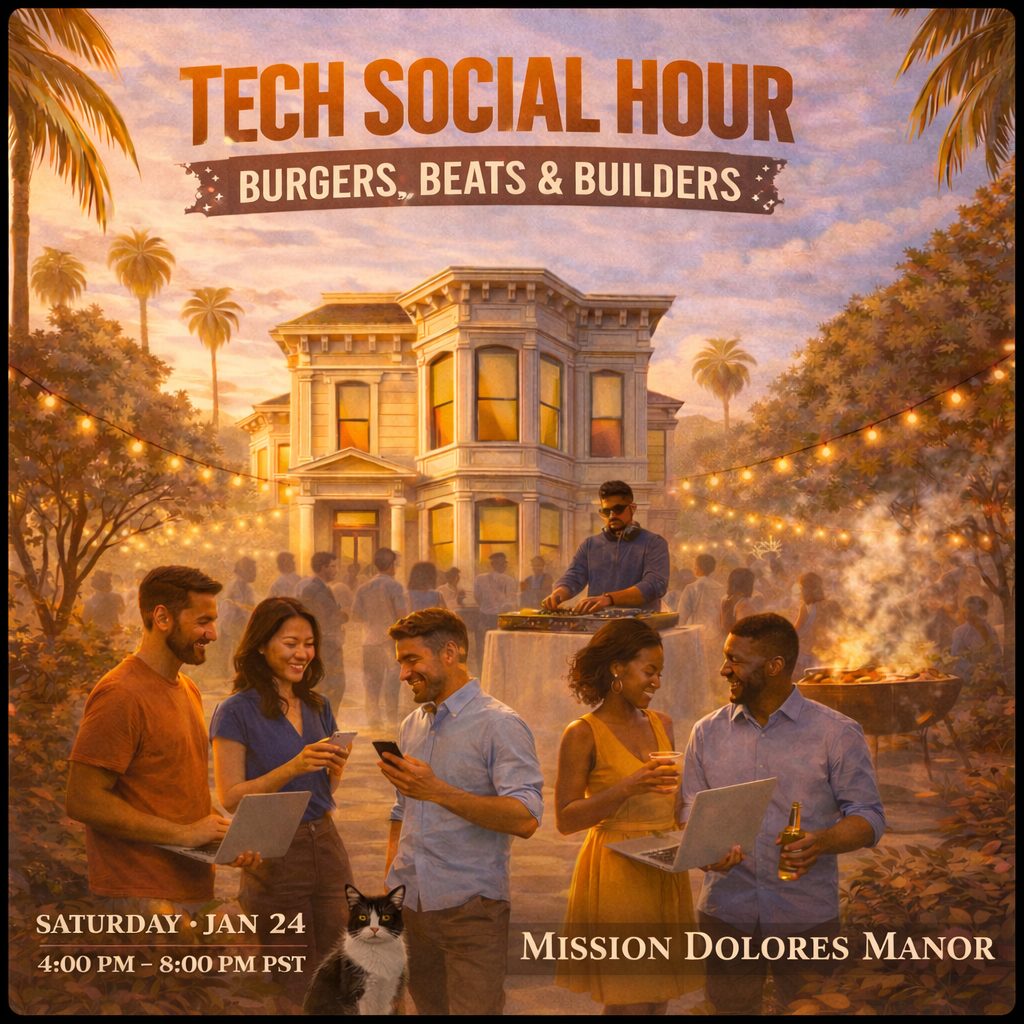 TECH SOCIAL HOUR
BURGERS, BEATS & BUILDERS
SATURDAY · JAN 24
4:00 PM – 8:00 PM PST
MISSION DOLORES MANOR